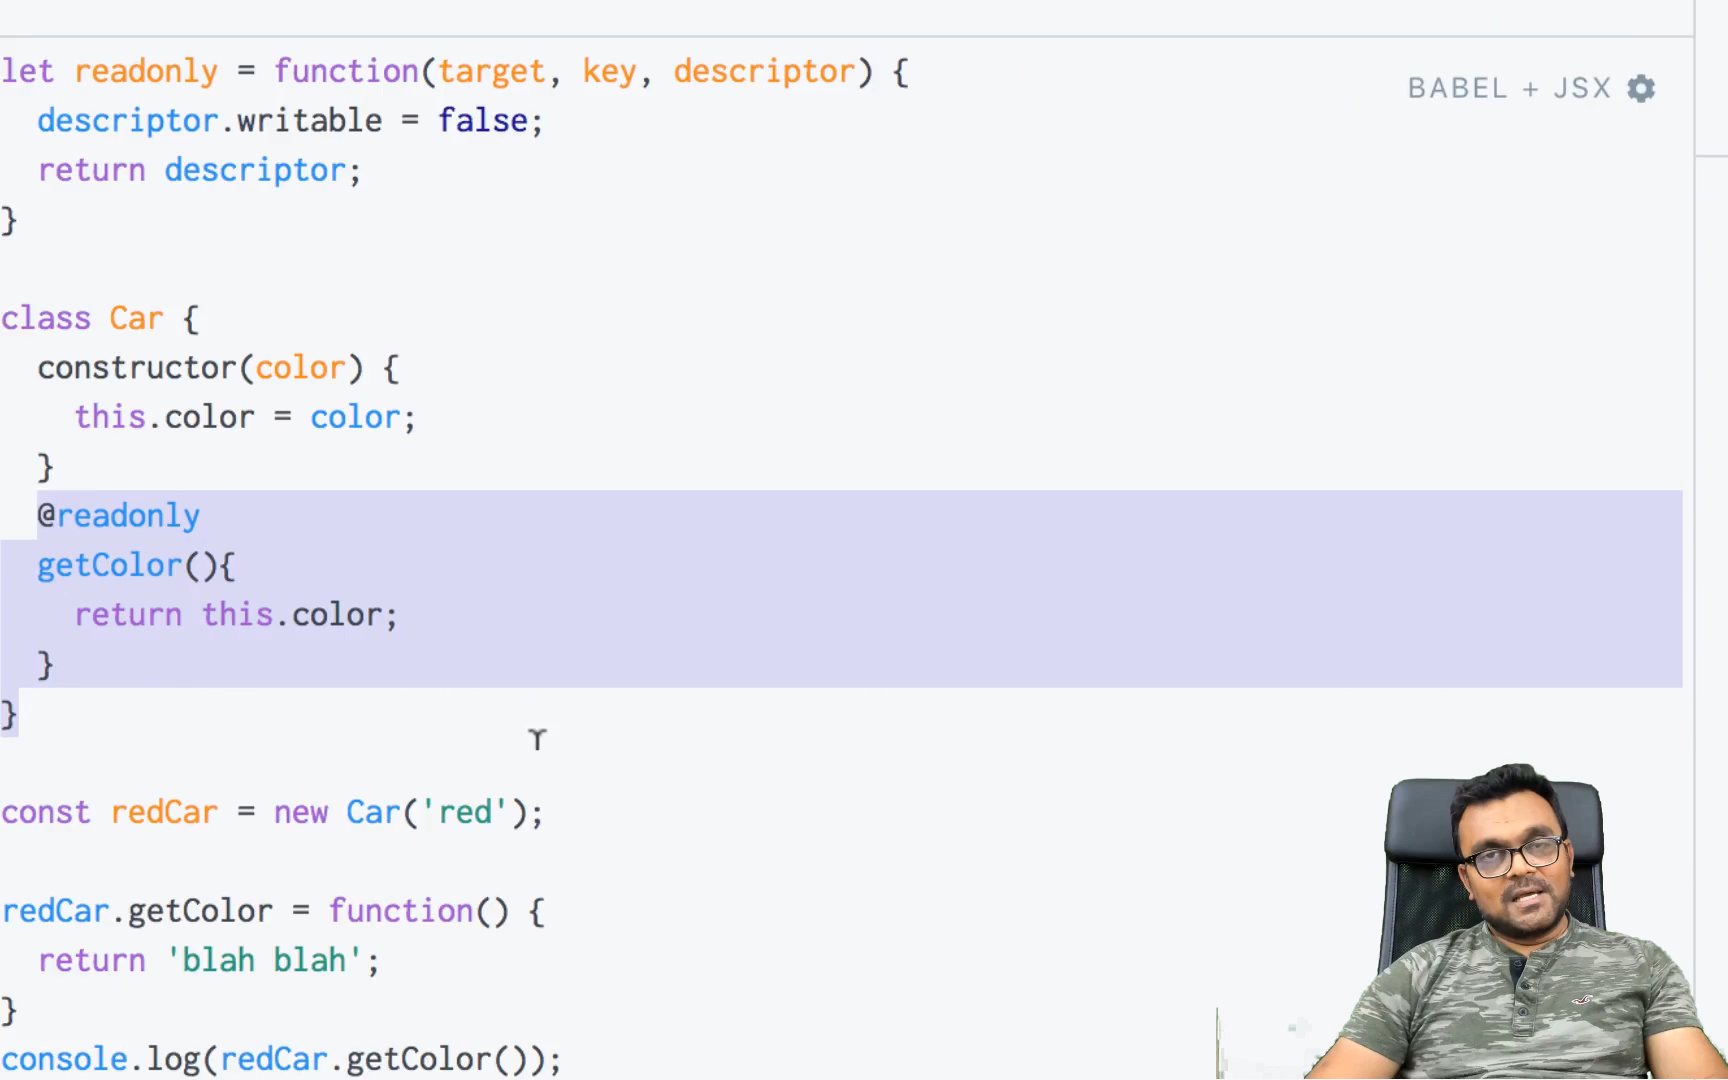 let readonly = function(target, key, descriptor) {
BABEL + JSX
  descriptor.writable = false;
  return descriptor;
}
class Car {
  constructor(color) {
    this.color = color;
  }
  @readonly
  getColor(){
    return this.color;
  }
}
const redCar = new Car('red');
redCar.getColor = function() {
  return 'blah blah';
}
console.log(redCar.getColor());